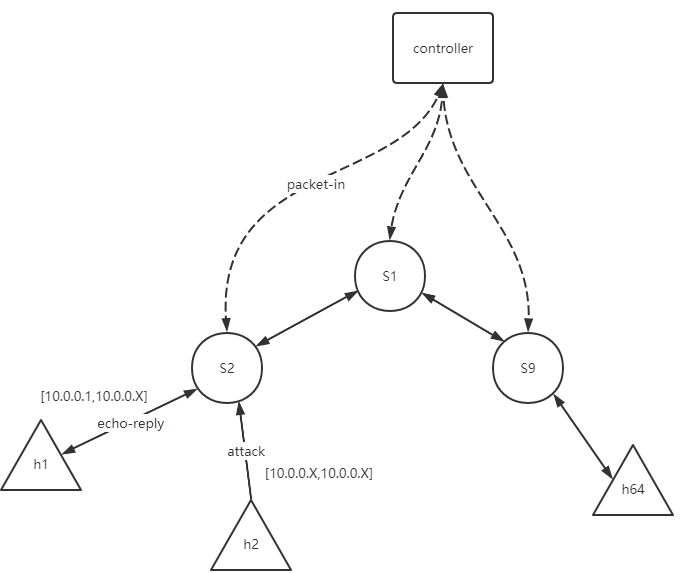 controller
packet-in
S1
S2
S9
[10.0.0.1,10.0.0.X]
echo-reply
attack
h1
[10.0.0.X,10.0.0.X]
h64
h2